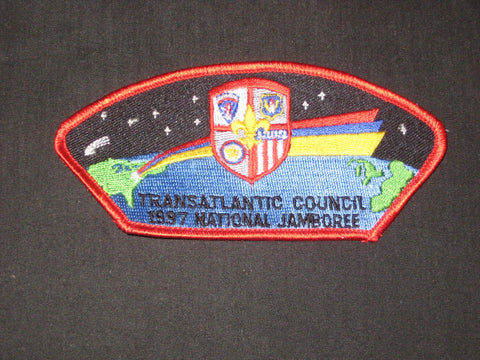 TRANSATLANTIC COUNCIL
1997 NATIONAL JAMBOREE